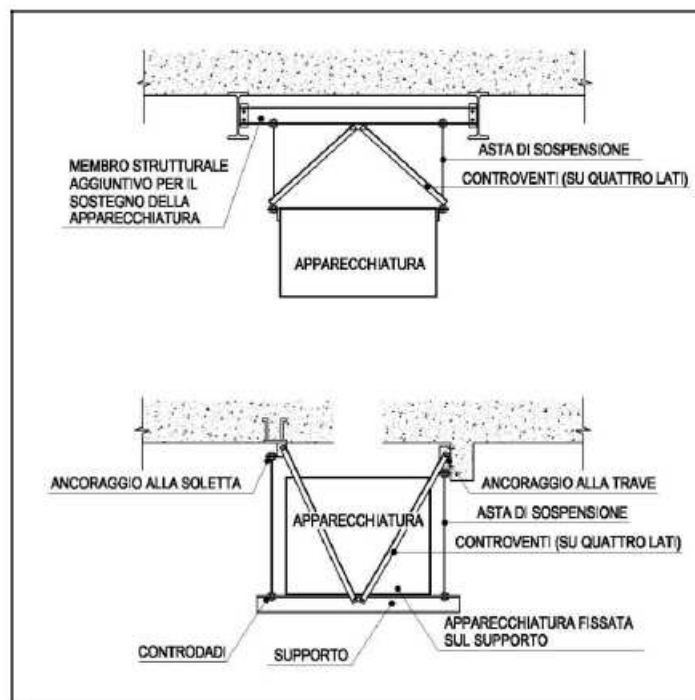 ASTA DI SOSPENSIONE
MEMBRO STRUTTURALE
AGGIUNTIVO PER IL
SOSTEGNO DELLA
APPARECCHIATURA
CONTROVENTI (SU QUATTRO LATI)
APPARECCHIATURA
ANCORAGGIO ALLA SOLETTA
ANCORAGGIO ALLA TRAVE
APPARECCHIATURA
ASTA DI SOSPENSIONE
CONTROVENTI (SU QUATTRO LATI)
APPARECCHIATURA FISSATA
SUL SUPPORTO
CONTRODADI
SUPPORTO